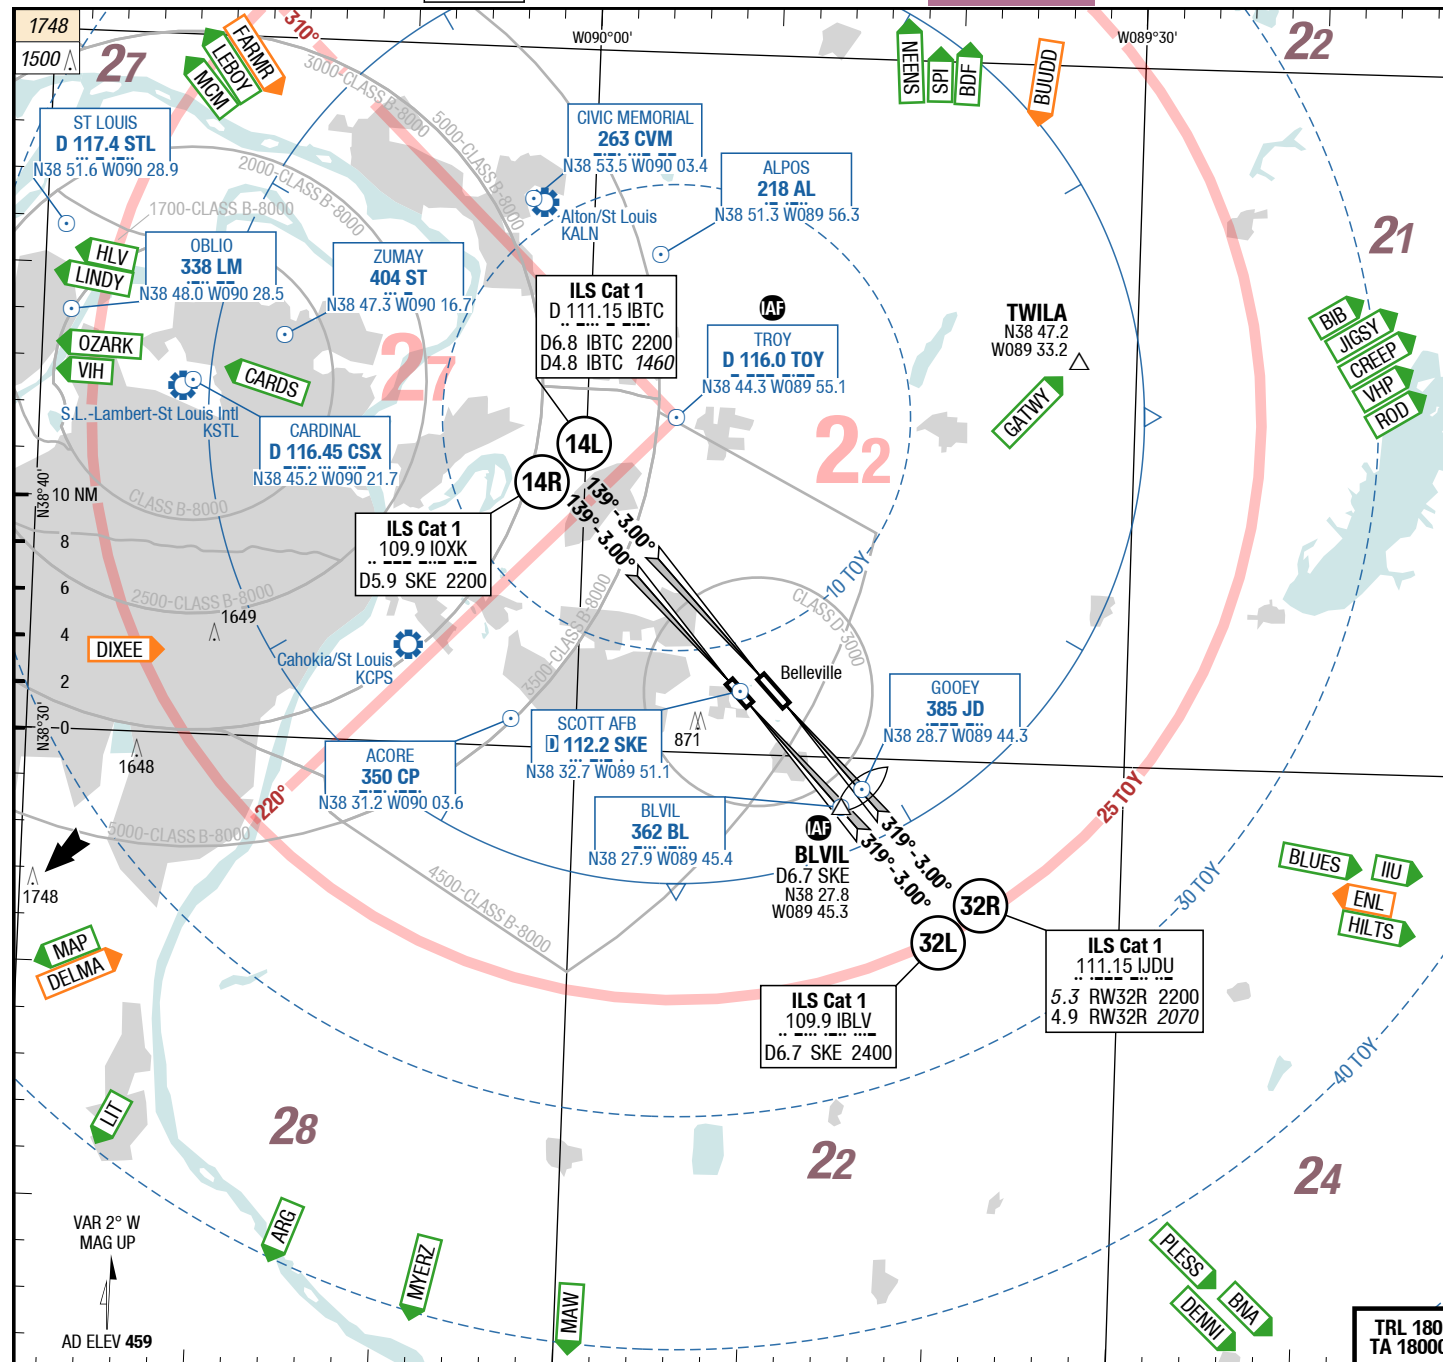 1748
1500
27
FARMR
LEBOY
MCM
310°
3000-CLASS B-8000
5000-CLASS B-8000
W090°00'
W089°30'
NEENS
SPI
BDF
BUUDD
22
ST LOUIS
D 117.4 STL
N38 51.6 W090 28.9
2000-CLASS B-8000
1700-CLASS B-8000
CIVIC MEMORIAL
263 CVM
N38 53.5 W090 03.4
Alton/St Louis
KALN
ALPOS
218 AL
N38 51.3 W089 56.3
21
HLV
LINDY
OBLIO
338 LM
N38 48.0 W090 28.5
ZUMAY
404 ST
N38 47.3 W090 16.7
ILS Cat 1
D 111.15 IBTC
D6.8 IBTC 2200
D4.8 IBTC 1460
IAF
TROY
D 116.0 TOY
N38 44.3 W089 55.1
TWILA
N38 47.2
W089 33.2
BIB
JIGSY
CREEP
VHP
ROD
OZARK
VIH
CARDS
27
GATWY
S.L.-Lambert-St Louis Intl
KSTL
CARDINAL
D 116.45 CSX
N38 45.2 W090 21.7
14L
14R
22
N38°40'
10 NM
8
6
4
2
0
N38°30'
CLASS B-8000
139°-3.00°
139°-3.00°
ILS Cat 1
109.9 IOXK
D5.9 SKE 2200
2500-CLASS B-8000
3500-CLASS B-8000
10 TOY
CLASS D-3000
1649
DIXEE
Cahokia/St Louis
KCPS
Belleville
GOOEY
385 JD
N38 28.7 W089 44.3
SCOTT AFB
D 112.2 SKE
N38 32.7 W089 51.1
871
1648
ACORE
350 CP
N38 31.2 W090 03.6
220°
25 TOY
5000-CLASS B-8000
BLVIL
362 BL
N38 27.9 W089 45.4
IAF
BLVIL
D6.7 SKE
N38 27.8
W089 45.3
319°-3.00°
319°-3.00°
4500-CLASS B-8000
1748
30 TOY
BLUES
IIU
ENL
HILTS
32R
32L
MAP
DELMA
ILS Cat 1
111.15 IJDU
5.3 RW32R 2200
4.9 RW32R 2070
ILS Cat 1
109.9 IBLV
D6.7 SKE 2400
40 TOY
LIT
28
22
24
VAR 2° W
MAG UP
AD ELEV 459
ARG
MYERZ
MAW
PLESS
DENNI
BNA
TRL 180
TA 18000